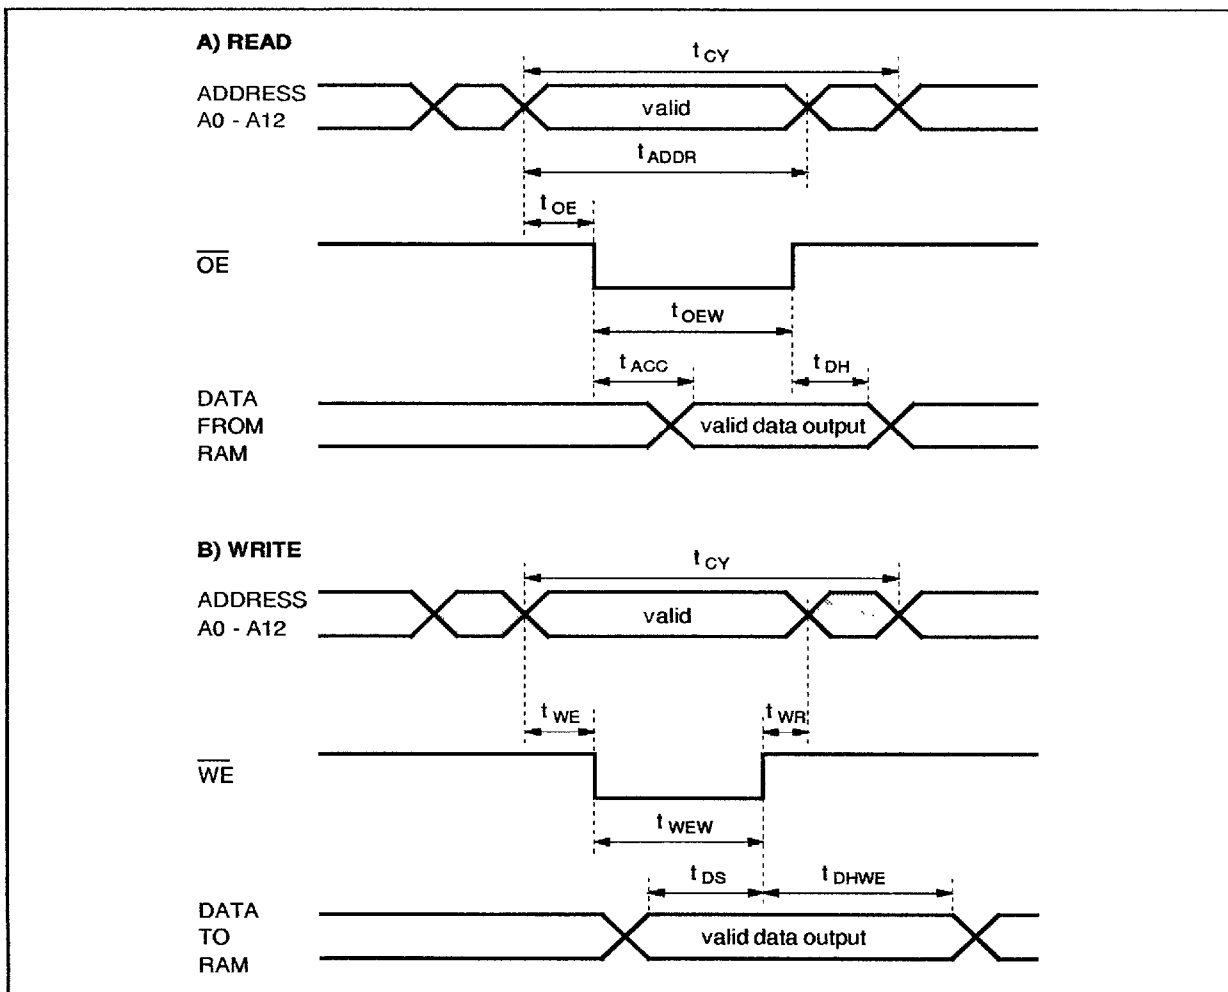 A) READ
t CY
ADDRESS
A0 - A12
valid
t ADDR
t OE
OE
t OEW
t ACC
t DH
DATA
FROM
RAM
valid data output
B) WRITE
t CY
ADDRESS
A0 - A12
valid
t WE
t WR
WE
t WEW
t DS
t DHWE
DATA
TO
RAM
valid data output